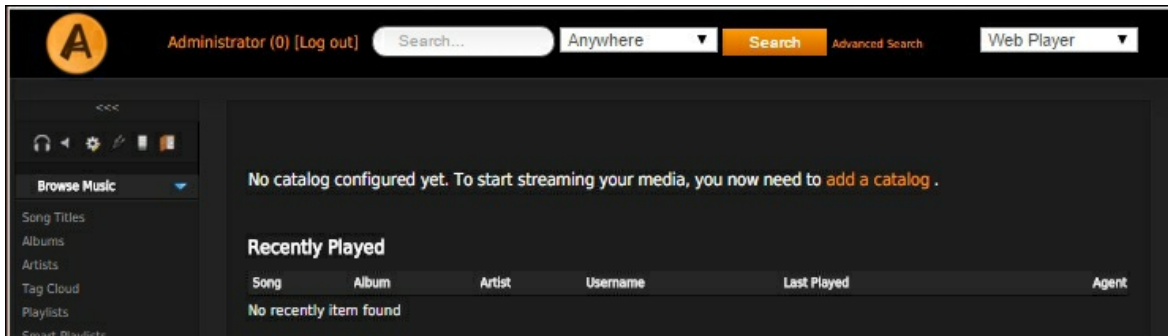 A
Administrator (0) [Log out] Search... Anywhere Search Advanced Search Web Player
<<<
Browse Music
Song Titles
Albums
Artists
Tag Cloud
Playlists
Smart Playlists
No catalog configured yet. To start streaming your media, you now need to add a catalog .
Recently Played
Song Album Artist Username Last Played Agent
No recently item found